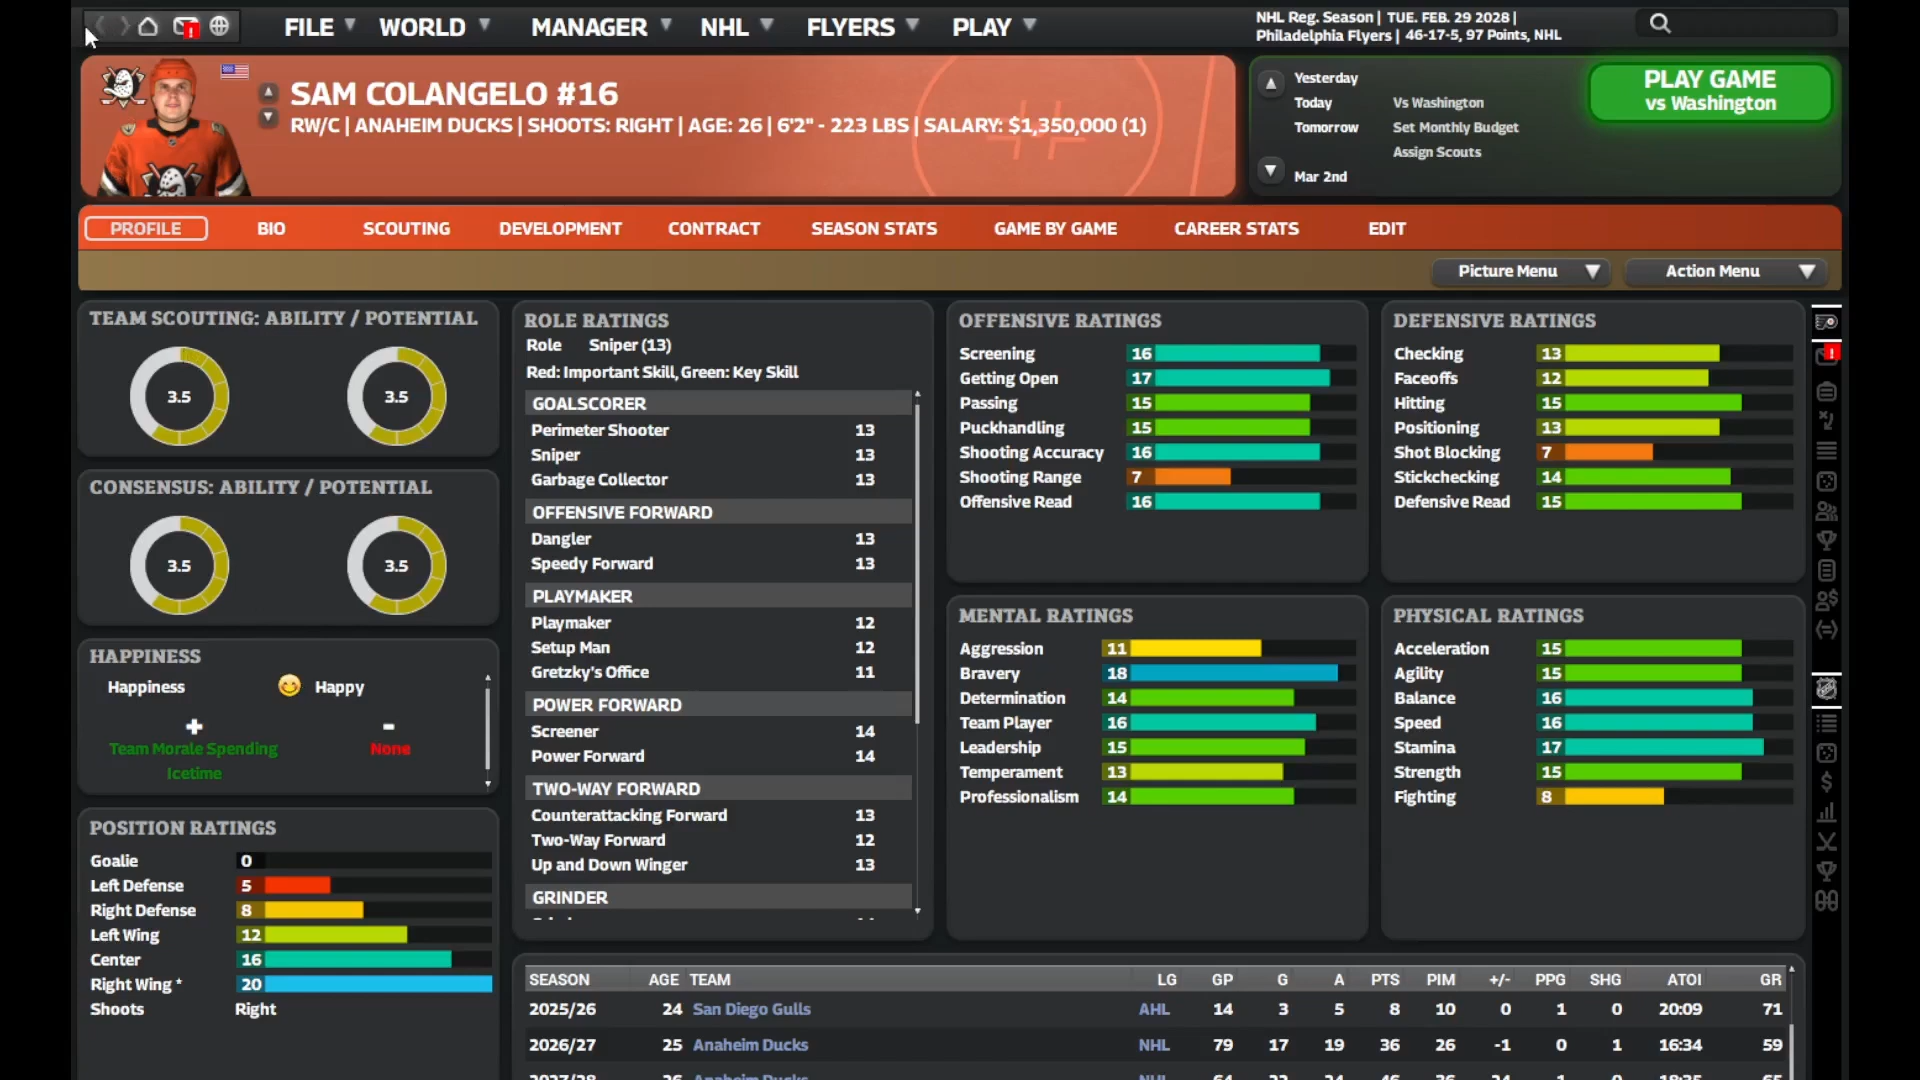 FILE WORLD MANAGER NHL FLYERS PLAY
NHL Reg. Season | TUE. FEB. 29 2028 |
Philadelphia Flyers | 46-17-5, 97 Points, NHL
SAM COLANGELO #16
RW/C | ANAHEIM DUCKS | SHOOTS: RIGHT | AGE: 26 | 6'2" - 223 LBS | SALARY: $1,350,000 (1)
Yesterday
Today Vs Washington
Tomorrow Set Monthly Budget
Assign Scouts
Mar 2nd
PLAY GAME
vs Washington
PROFILE BIO SCOUTING DEVELOPMENT CONTRACT SEASON STATS GAME BY GAME CAREER STATS EDIT
Picture Menu Action Menu
TEAM SCOUTING: ABILITY / POTENTIAL
3.5 3.5
CONSENSUS: ABILITY / POTENTIAL
3.5 3.5
HAPPINESS
Happiness Happy
+ -
Team Morale Spending None
Icetime
POSITION RATINGS
Goalie 0
Left Defense 5
Right Defense 8
Left Wing 12
Center 16
Right Wing * 20
Shoots Right
ROLE RATINGS
Role Sniper (13)
Red: Important Skill, Green: Key Skill
GOALSCORER
Perimeter Shooter 13
Sniper 13
Garbage Collector 13
OFFENSIVE FORWARD
Dangler 13
Speedy Forward 13
PLAYMAKER
Playmaker 12
Setup Man 12
Gretzky's Office 11
POWER FORWARD
Screener 14
Power Forward 14
TWO-WAY FORWARD
Counterattacking Forward 13
Two-Way Forward 12
Up and Down Winger 13
GRINDER
OFFENSIVE RATINGS
Screening 16
Getting Open 17
Passing 15
Puckhandling 15
Shooting Accuracy 16
Shooting Range 7
Offensive Read 16
DEFENSIVE RATINGS
Checking 13
Faceoffs 12
Hitting 15
Positioning 13
Shot Blocking 7
Stickchecking 14
Defensive Read 15
MENTAL RATINGS
Aggression 11
Bravery 18
Determination 14
Team Player 16
Leadership 15
Temperament 13
Professionalism 14
PHYSICAL RATINGS
Acceleration 15
Agility 15
Balance 16
Speed 16
Stamina 17
Strength 15
Fighting 8
SEASON AGE TEAM LG GP G A PTS PIM +/- PPG SHG ATOI GR
2025/26 24 San Diego Gulls AHL 14 3 5 8 10 0 1 0 20:09 71
2026/27 25 Anaheim Ducks NHL 79 17 19 36 26 -1 0 1 16:34 59